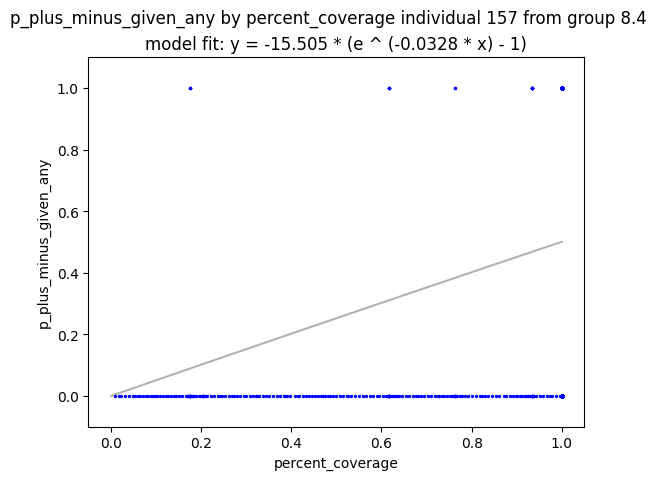 p_plus_minus_given_any by percent_coverage individual 157 from group 8.4
model fit: y = -15.505 * (e ^ (-0.0328 * x) - 1)
1.0
0.8
0.6
0.4
0.2
0.0
p_plus_minus_given_any
0.0 0.2 0.4 0.6 0.8 1.0
percent_coverage